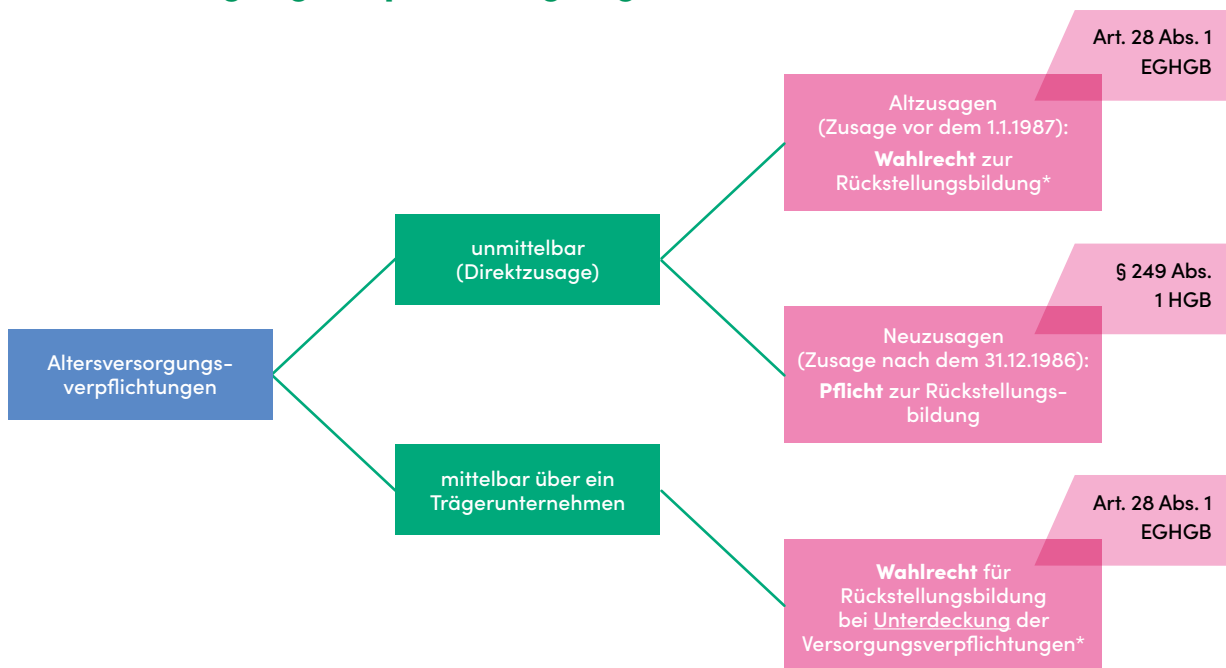 Art. 28 Abs. 1
EGHGB
Altzusagen
(Zusage vor dem 1.1.1987):
Wahlrecht zur
Rückstellungsbildung*
unmittelbar
(Direktzusage)
§ 249 Abs.
1 HGB
Neuzusagen
(Zusage nach dem 31.12.1986):
Pflicht zur Rückstellungs-
bildung
Altersversorgungs-
verpflichtungen
mittelbar über ein
Trägerunternehmen
Art. 28 Abs. 1
EGHGB
Wahlrecht für
Rückstellungsbildung
bei Unterdeckung der
Versorgungsverpflichtungen*